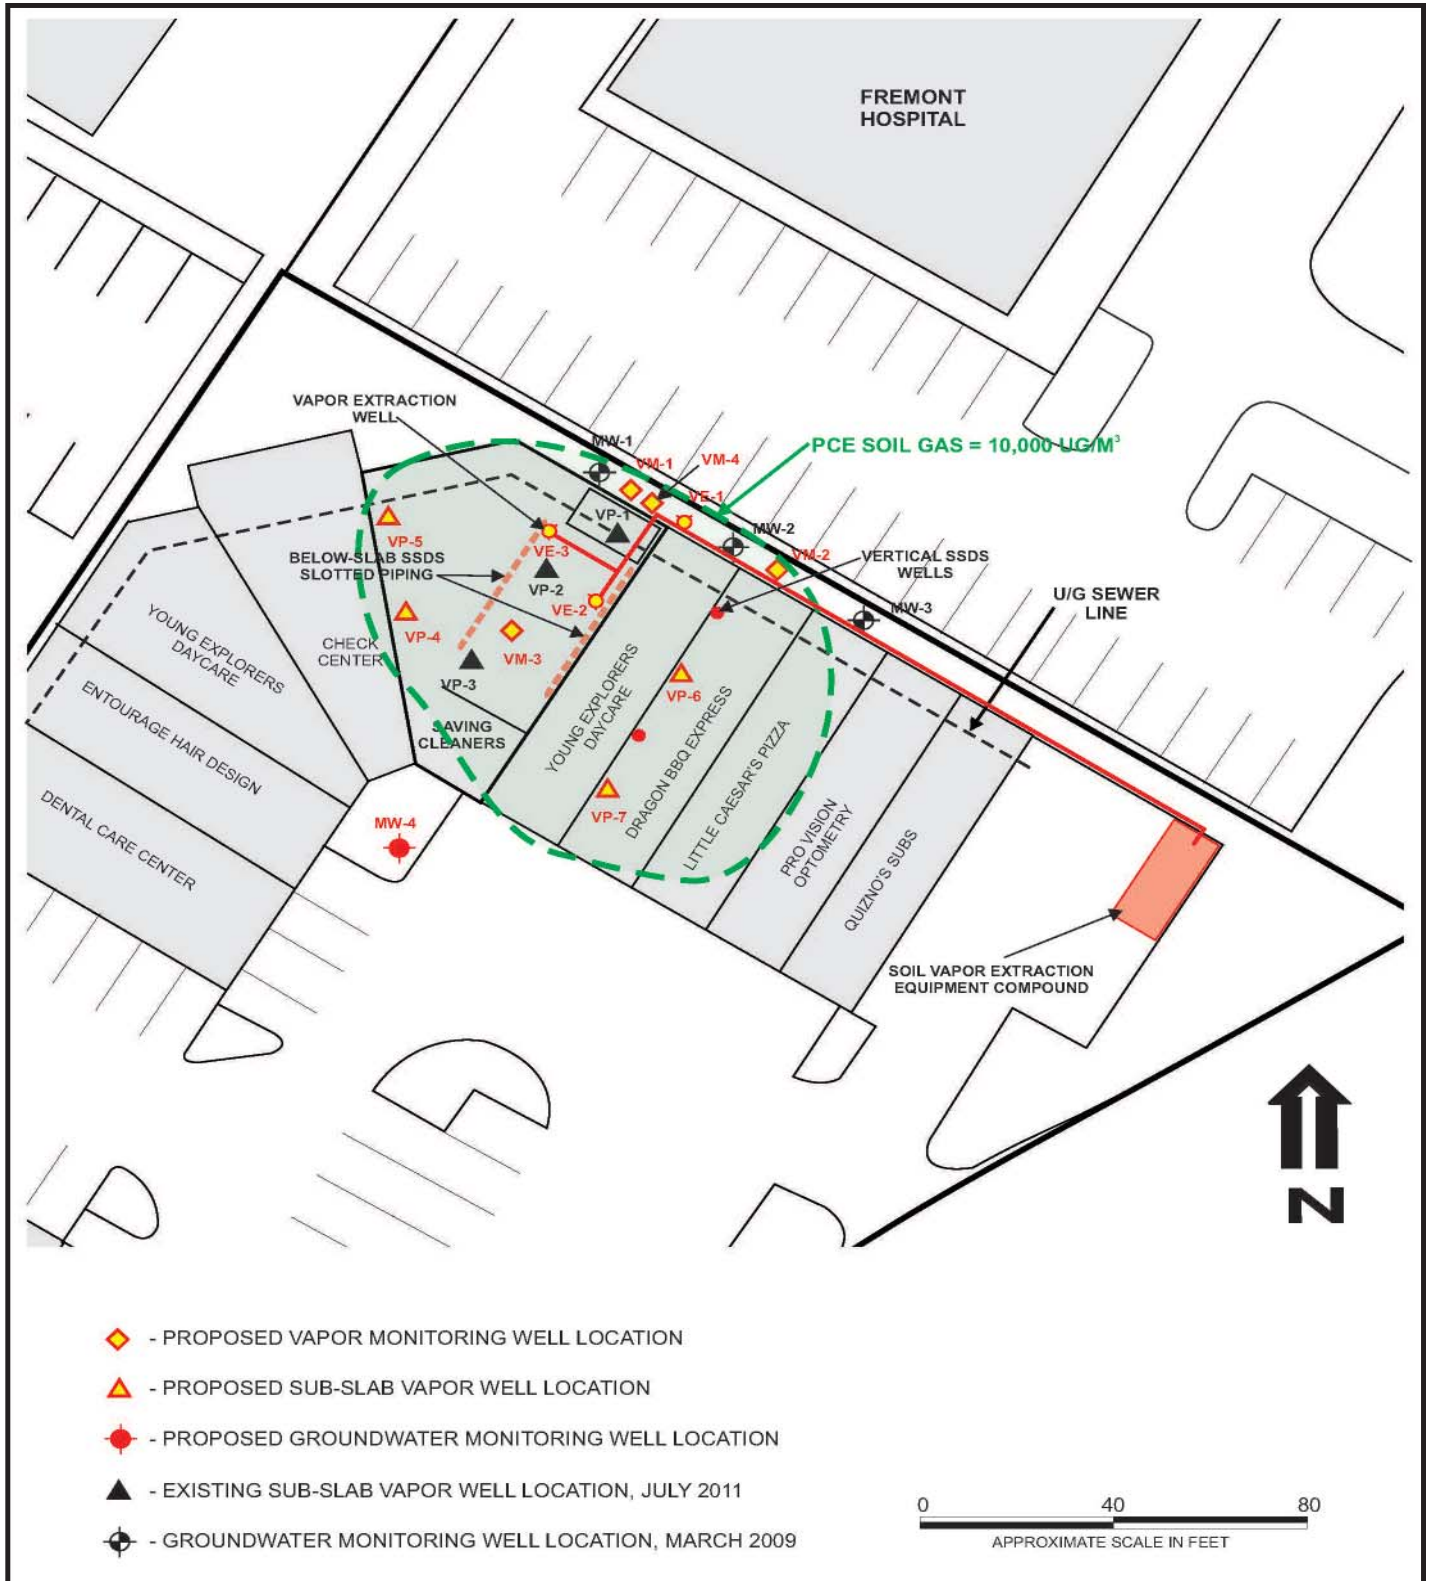 FREMONT
HOSPITAL
VAPOR EXTRACTION
WELL
MW-1
VM-1
VM-4
PCE SOIL GAS = 10,000 UG/M³
VE-1
VP-1
MW-2
VP-5
VE-3
VM-2
VERTICAL SSDS
WELLS
BELOW-SLAB SSDS
SLOTTED PIPING
VP-2
VE-2
MW-3
U/G SEWER
LINE
VP-4
YOUNG EXPLORERS
DAYCARE
CHECK
CENTER
VM-3
VP-3
YOUNG EXPLORERS
DAYCARE
VP-6
ENTOURAGE HAIR DESIGN
SAVING
CLEANERS
DRAGON BBQ EXPRESS
LITTLE CAESAR'S PIZZA
DENTAL CARE CENTER
MW-4
VP-7
PRO VISION
OPTOMETRY
QUIZNO'S SUBS
SOIL VAPOR EXTRACTION
EQUIPMENT COMPOUND
N
- PROPOSED VAPOR MONITORING WELL LOCATION
- PROPOSED SUB-SLAB VAPOR WELL LOCATION
- PROPOSED GROUNDWATER MONITORING WELL LOCATION
- EXISTING SUB-SLAB VAPOR WELL LOCATION, JULY 2011
- GROUNDWATER MONITORING WELL LOCATION, MARCH 2009
0 40 80
APPROXIMATE SCALE IN FEET